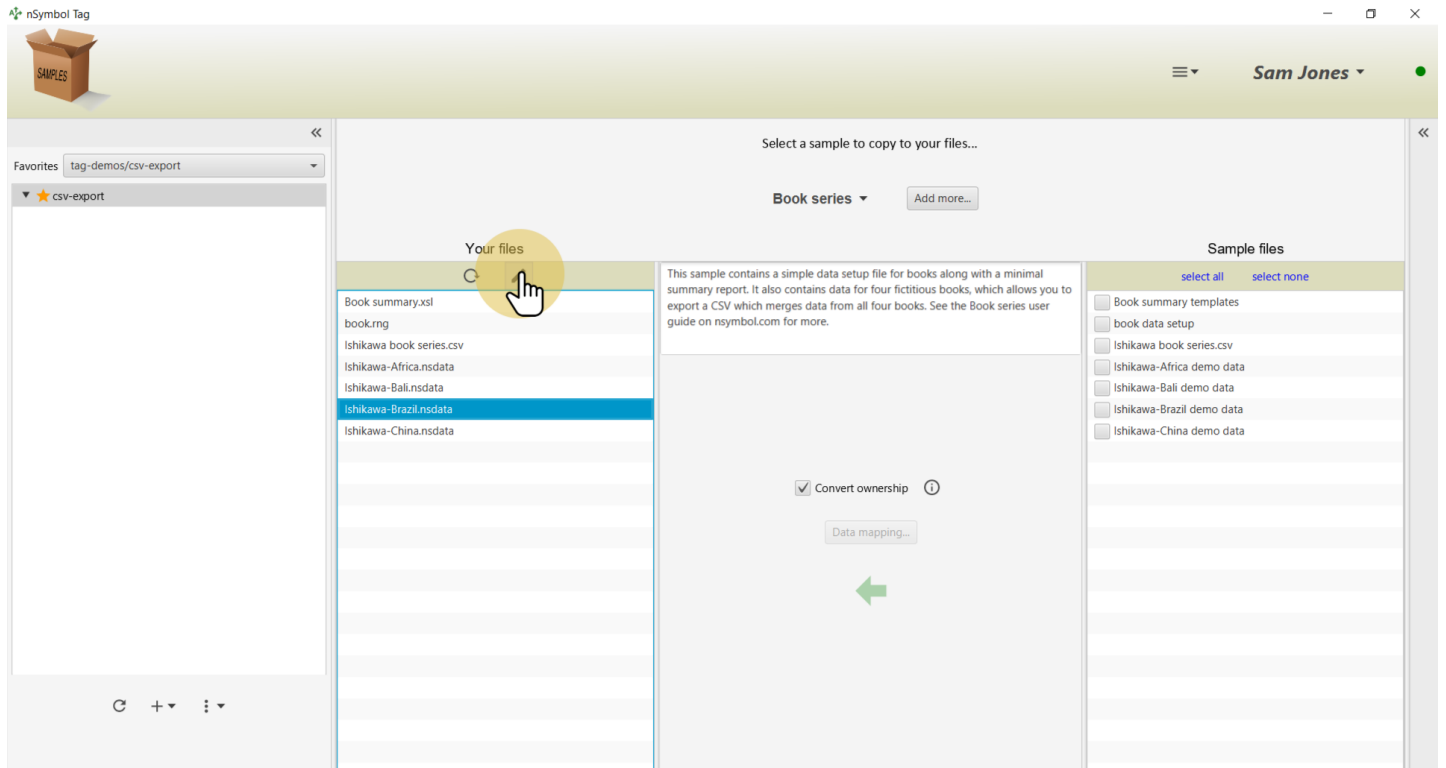 nSymbol Tag
SAMPLES
Sam Jones
Select a sample to copy to your files...
Favorites tag-demos/csv-export
csv-export
Book series Add more...
Your files
Book summary.xsl
book.rng
Ishikawa book series.csv
Ishikawa-Africa.nsdata
Ishikawa-Bali.nsdata
Ishikawa-Brazil.nsdata
Ishikawa-China.nsdata
This sample contains a simple data setup file for books along with a minimal
summary report. It also contains data for four fictitious books, which allows you to
export a CSV which merges data from all four books. See the Book series user
guide on nsymbol.com for more.
Convert ownership
Data mapping...
Sample files
select all select none
Book summary templates
book data setup
Ishikawa book series.csv
Ishikawa-Africa demo data
Ishikawa-Bali demo data
Ishikawa-Brazil demo data
Ishikawa-China demo data